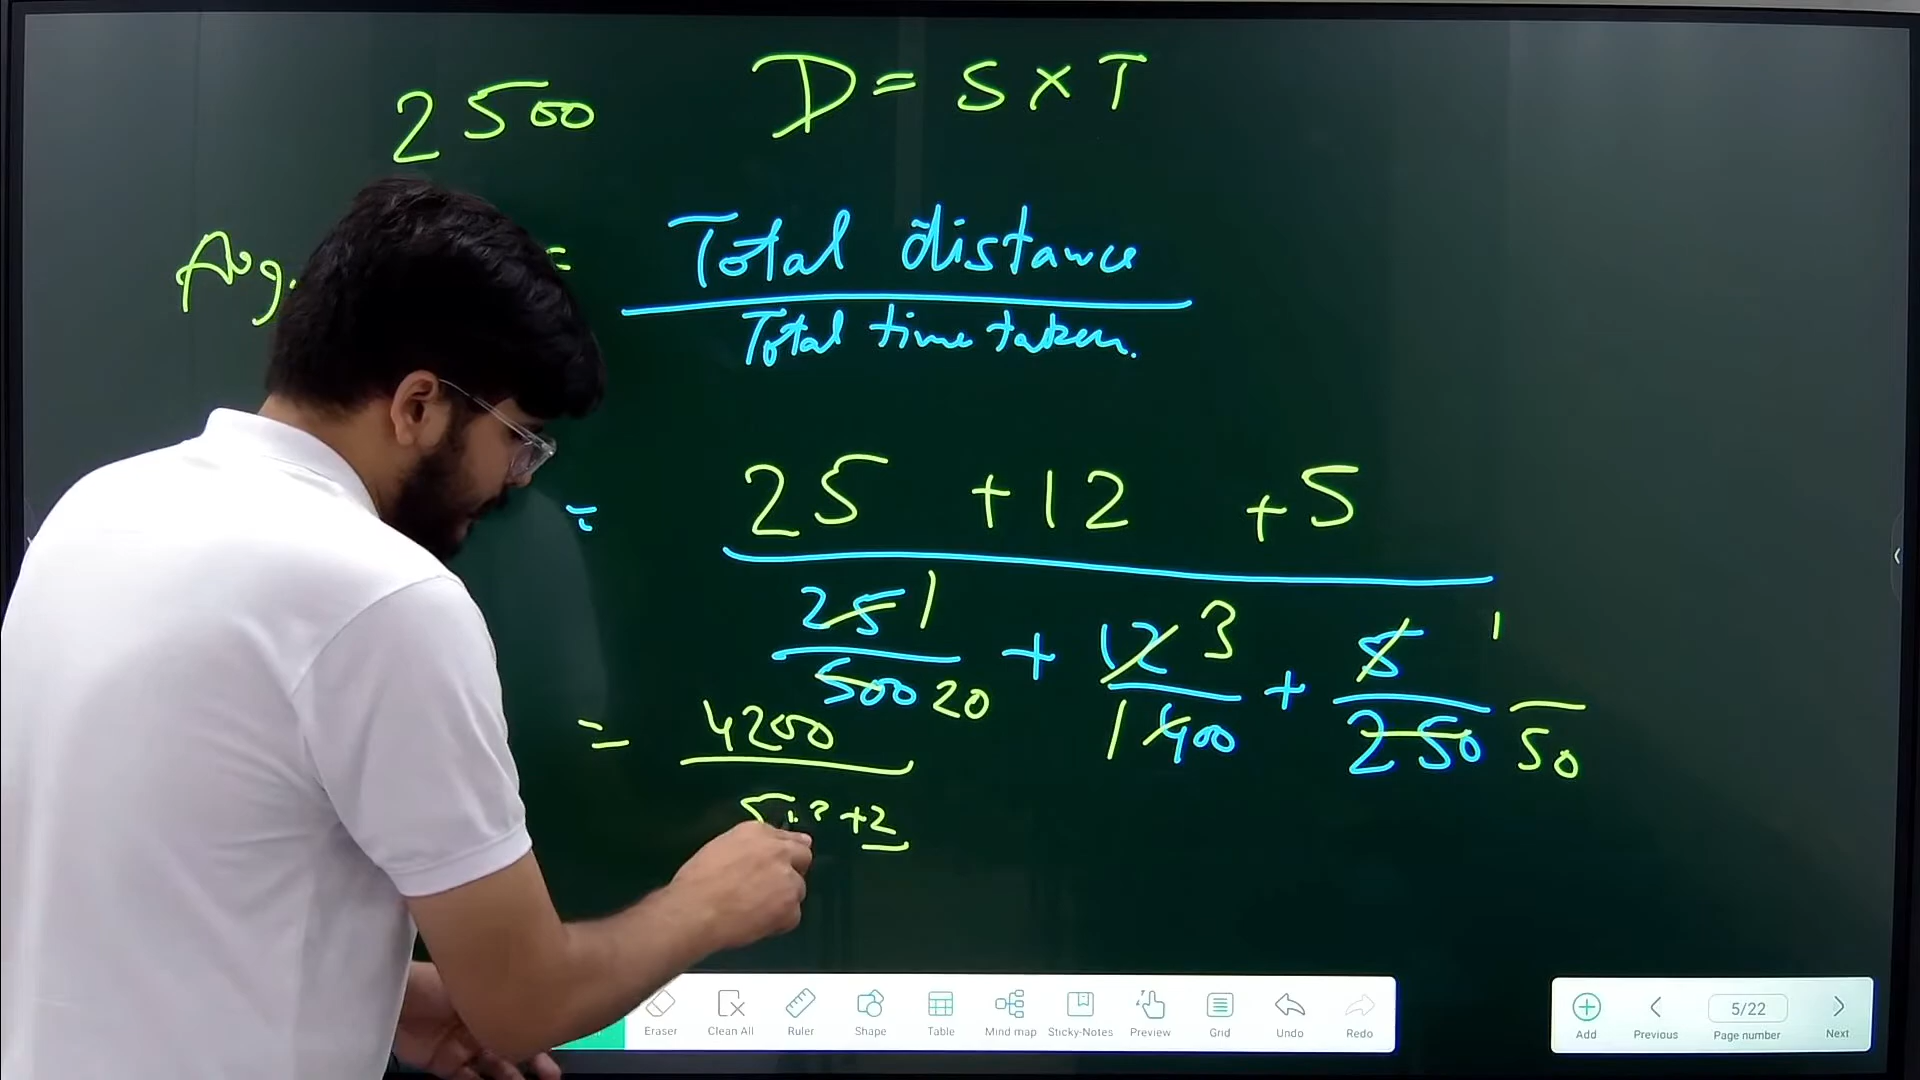 2500 D = S × T
Avg. = Total distance
Total time taken.
= 25 + 12 + 5
25 1 + 12 3 + 5 1
500 20 1400 250 50
= 4200
5 + 3 + 2
Eraser Clean All Ruler Shape Table Mind map Sticky-Notes Preview Grid Undo Redo
Add Previous 5/22 Page number Next